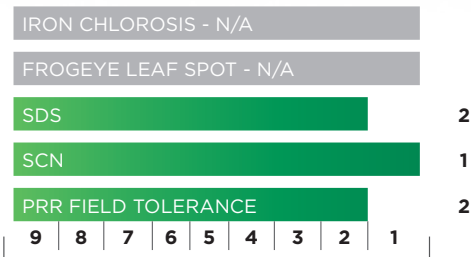 IRON CHLOROSIS - N/A
FROGEYE LEAF SPOT - N/A
SDS 2
SCN 1
PRR FIELD TOLERANCE 2
9 8 7 6 5 4 3 2 1